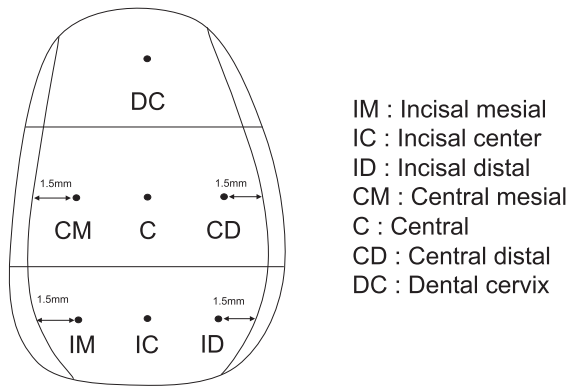 DC
1.5mm 1.5mm
CM C CD
1.5mm 1.5mm
IM IC ID
IM : Incisal mesial
IC : Incisal center
ID : Incisal distal
CM : Central mesial
C : Central
CD : Central distal
DC : Dental cervix